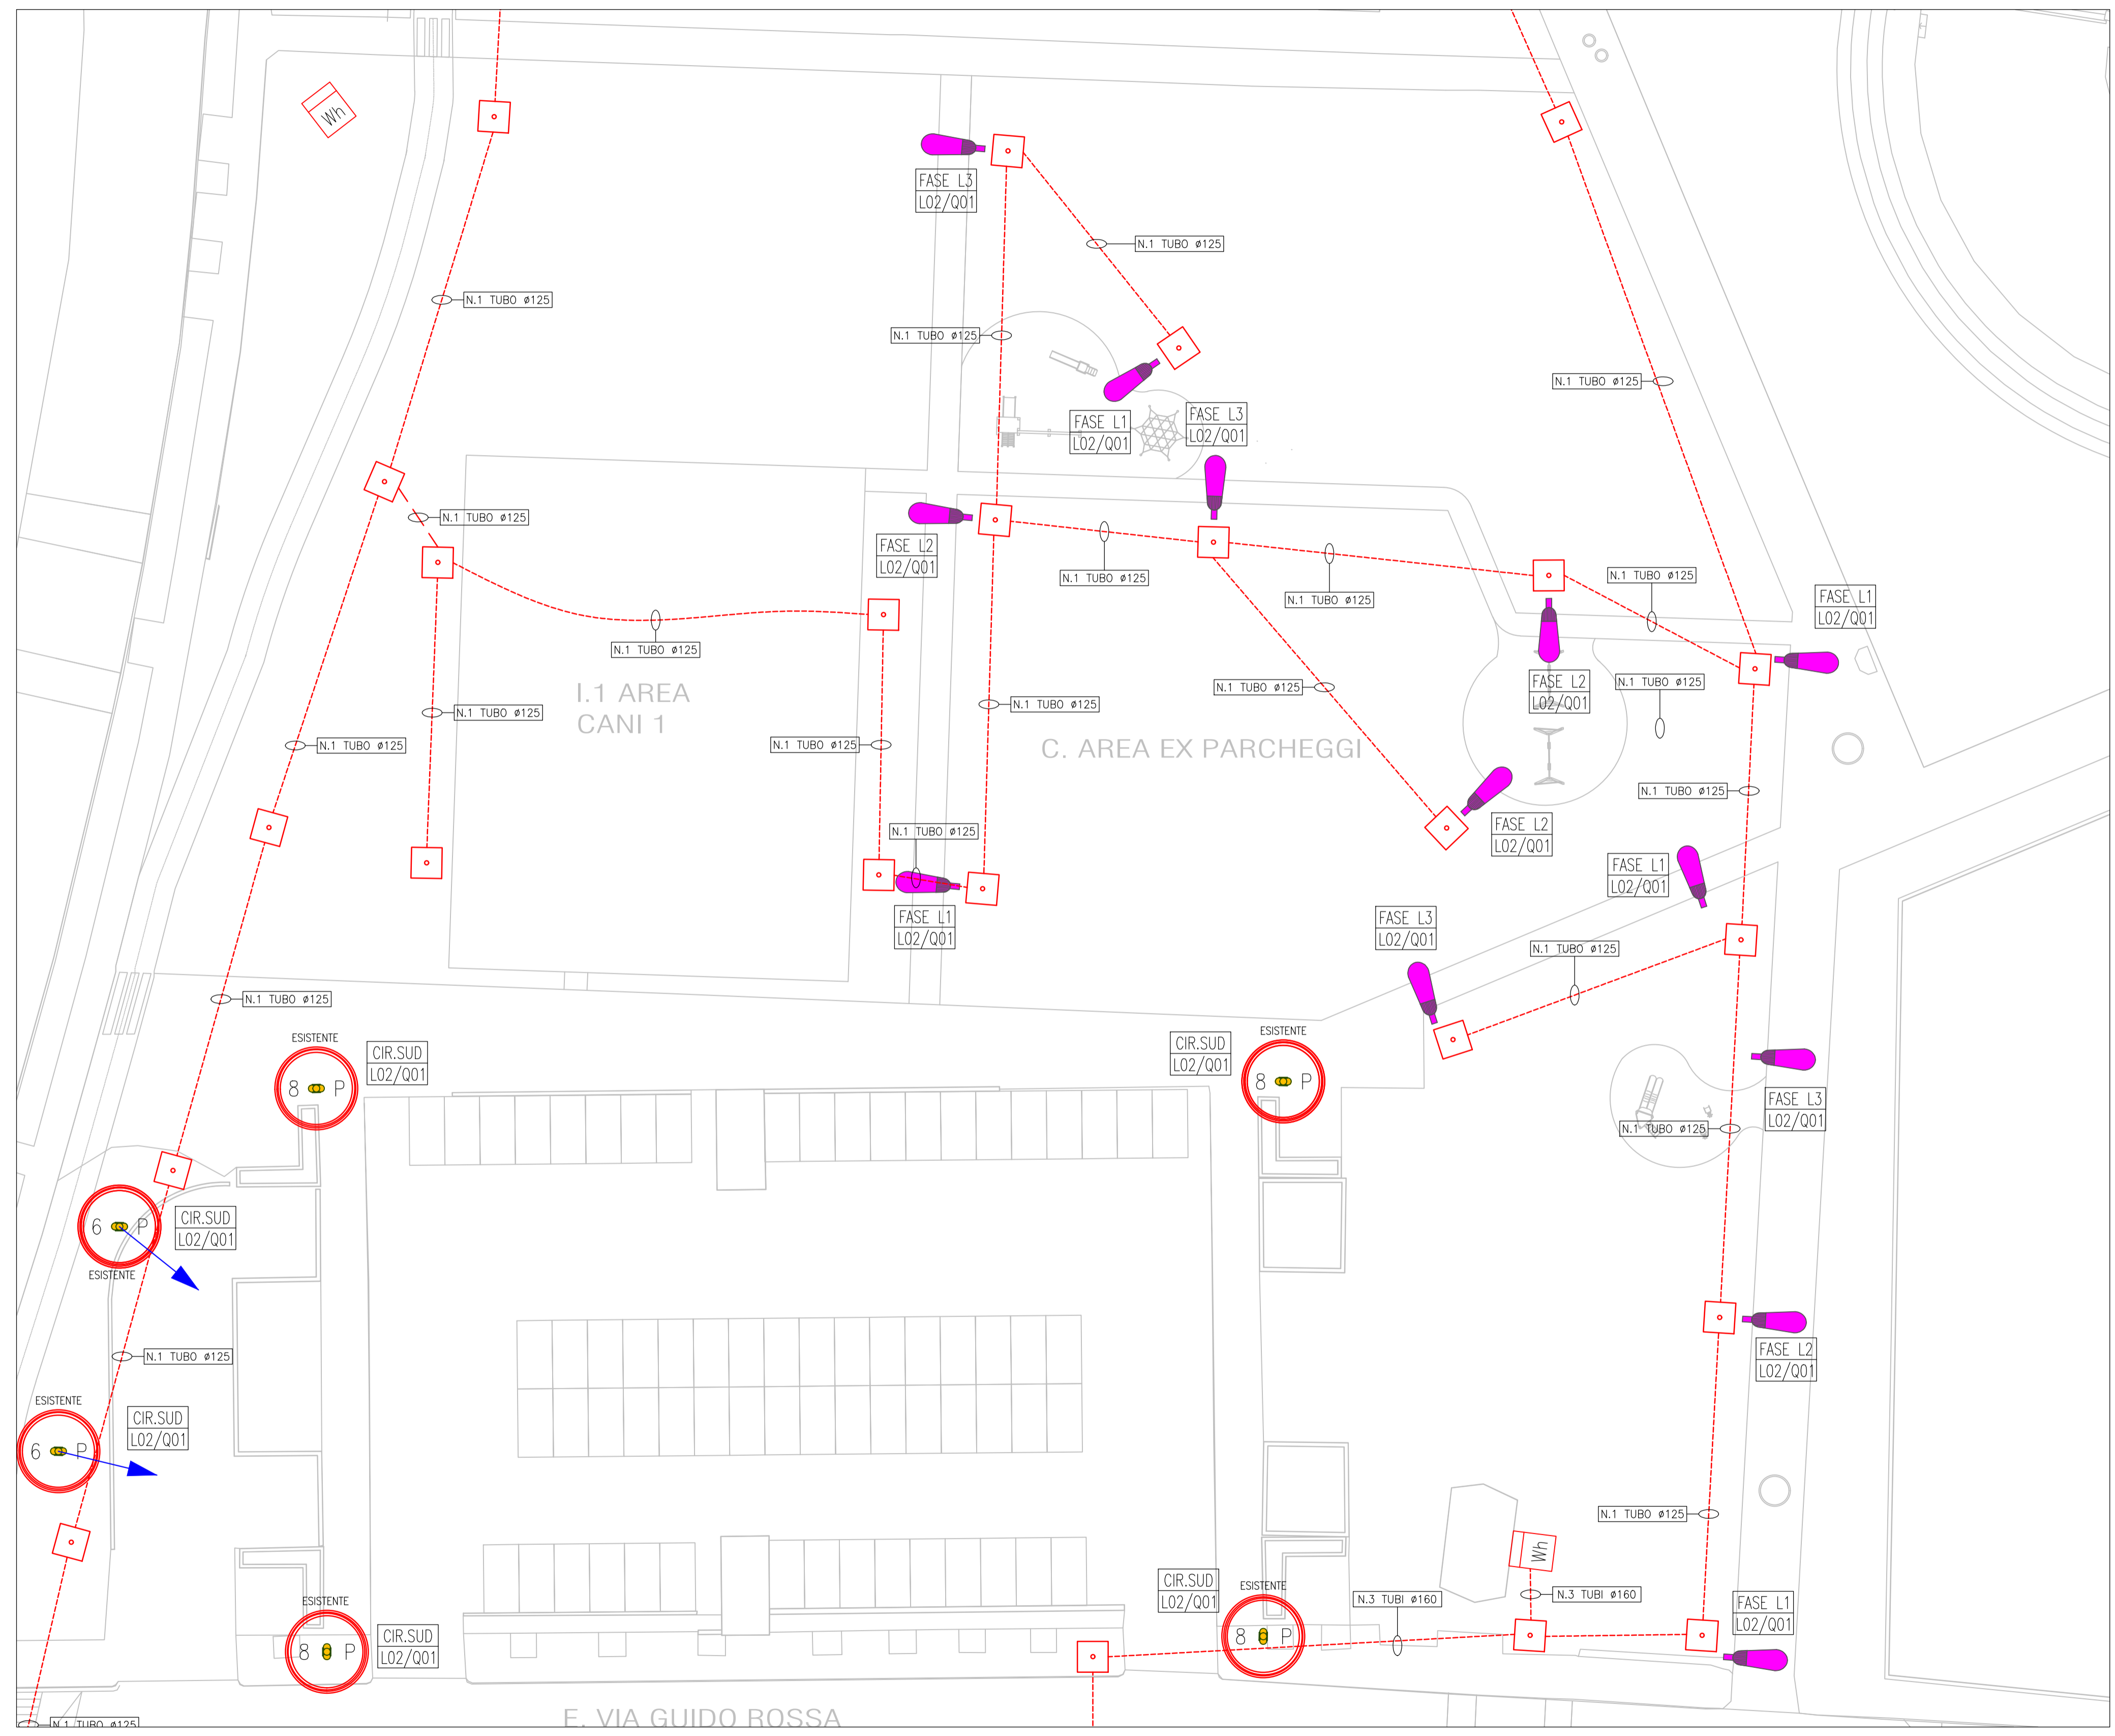 Wh
FASE L3
L02/Q01
N.1 TUBO ø125
N.1 TUBO ø125
N.1 TUBO ø125
N.1 TUBO ø125
FASE L1
L02/Q01
FASE L3
L02/Q01
N.1 TUBO ø125
FASE L2
L02/Q01
N.1 TUBO ø125
N.1 TUBO ø125
N.1 TUBO ø125
FASE L1
L02/Q01
N.1 TUBO ø125
I.1 AREA
CANI 1
N.1 TUBO ø125
FASE L2
L02/Q01
N.1 TUBO ø125
N.1 TUBO ø125
N.1 TUBO ø125
N.1 TUBO ø125
N.1 TUBO ø125
C. AREA EX PARCHEGGI
N.1 TUBO ø125
N.1 TUBO ø125
FASE L2
L02/Q01
FASE L1
L02/Q01
FASE L1
L02/Q01
FASE L3
L02/Q01
N.1 TUBO ø125
N.1 TUBO ø125
ESISTENTE
8 P
CIR.SUD
L02/Q01
CIR.SUD
L02/Q01
ESISTENTE
8 P
FASE L3
L02/Q01
N.1 TUBO ø125
6 P
ESISTENTE
CIR.SUD
L02/Q01
N.1 TUBO ø125
FASE L2
L02/Q01
ESISTENTE
6 P
CIR.SUD
L02/Q01
N.1 TUBO ø125
Wh
ESISTENTE
8 P
CIR.SUD
L02/Q01
CIR.SUD
L02/Q01
ESISTENTE
8 P
N.3 TUBI ø160
N.3 TUBI ø160
FASE L1
L02/Q01
E. VIA GUIDO ROSSA
N.1 TUBO ø125